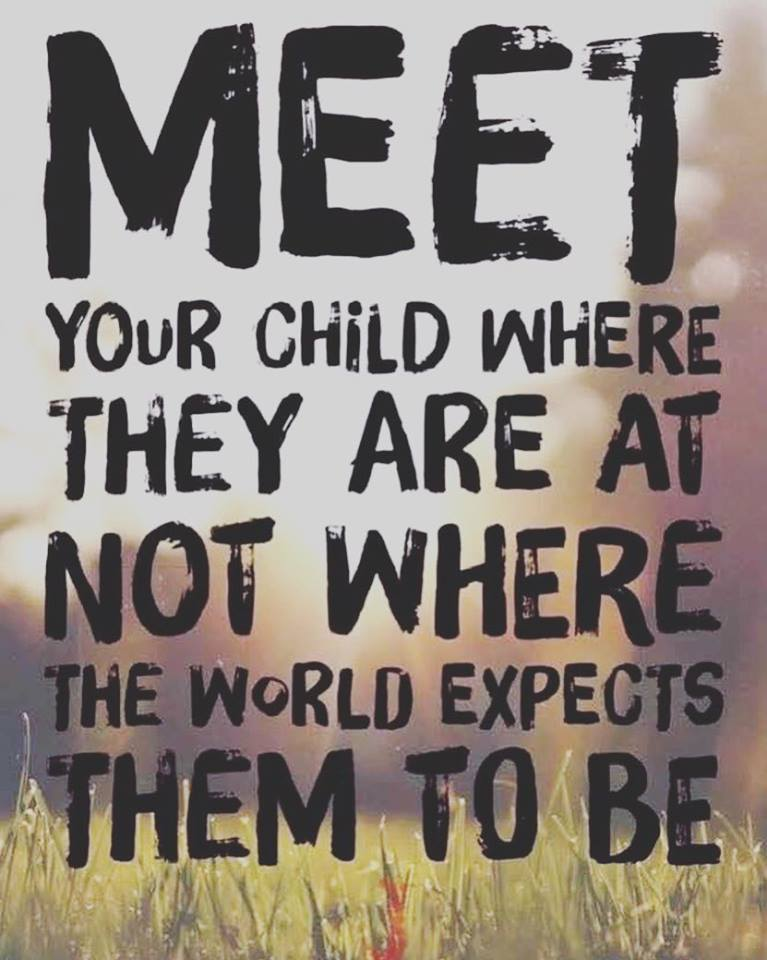 MEET
YOUR CHILD WHERE
THEY ARE AT
NOT WHERE
THE WORLD EXPECTS
THEM TO BE